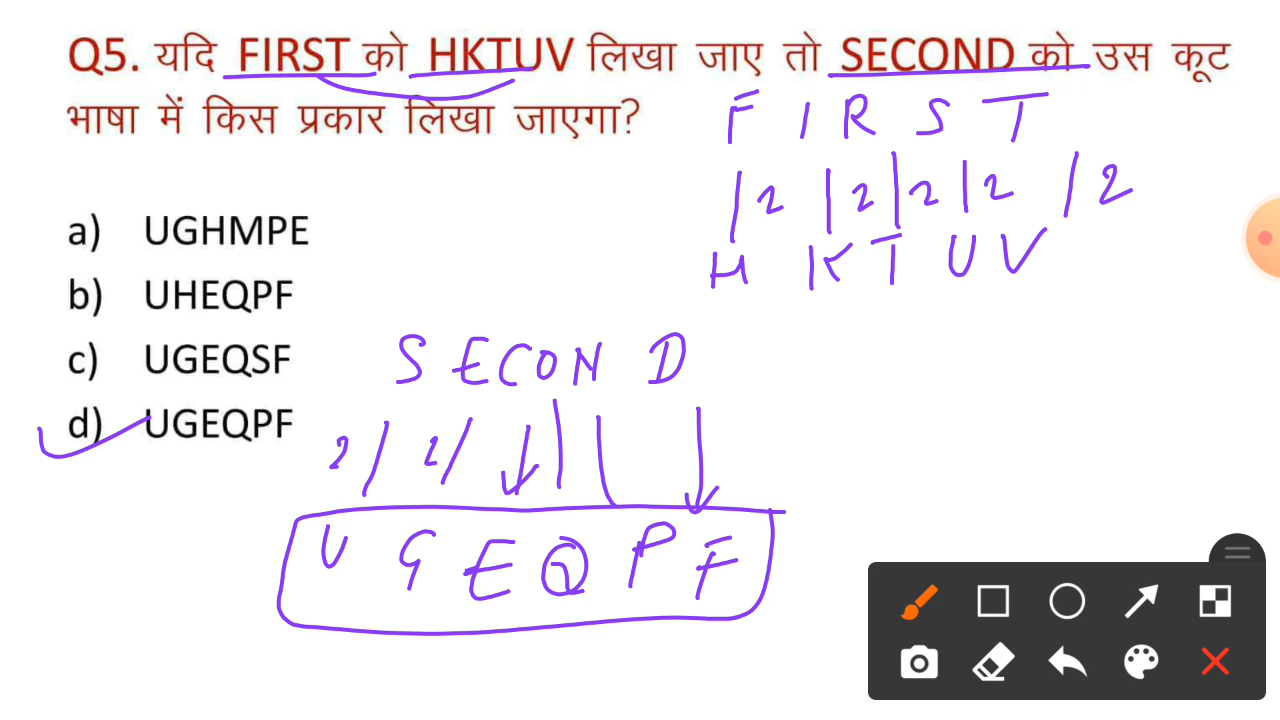 Q5. यदि FIRST को HKTUV लिखा जाए तो SECOND को उस कूट
भाषा में किस प्रकार लिखा जाएगा?
F I R S T
2 2 2 2 2
H K T U V
a) UGHMPE
b) UHEQPF
c) UGEQSF
d) UGEQPF
S E C O N D
2 2
U G E Q P F